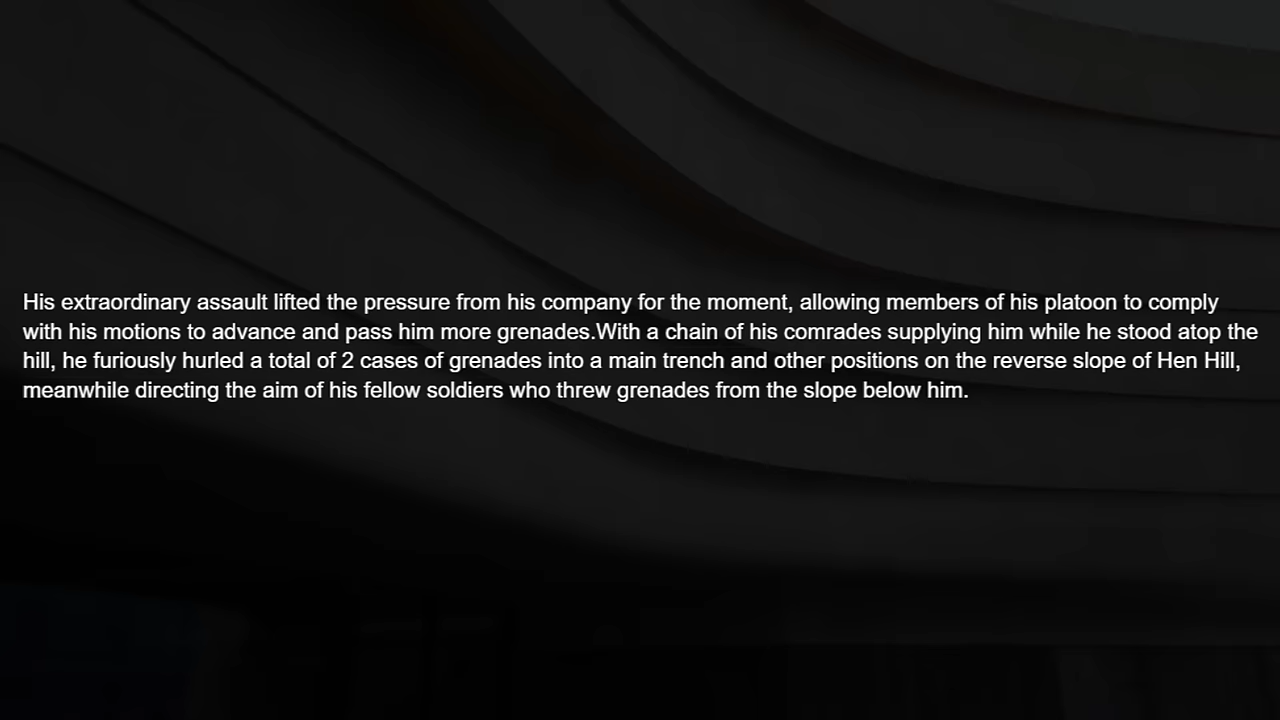 His extraordinary assault lifted the pressure from his company for the moment, allowing members of his platoon to comply
with his motions to advance and pass him more grenades.With a chain of his comrades supplying him while he stood atop the
hill, he furiously hurled a total of 2 cases of grenades into a main trench and other positions on the reverse slope of Hen Hill,
meanwhile directing the aim of his fellow soldiers who threw grenades from the slope below him.